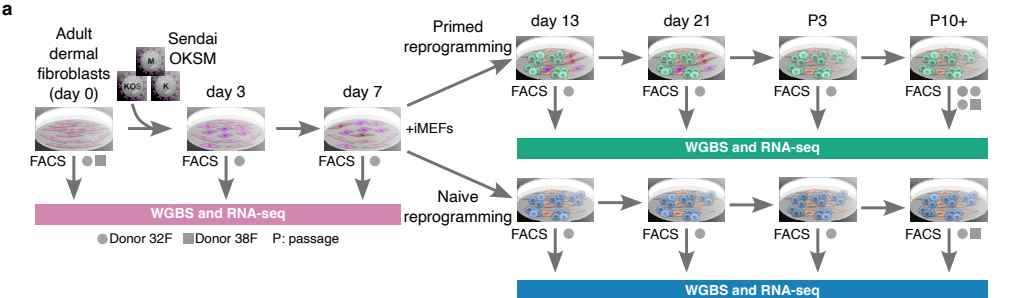 a
Adult
dermal
fibroblasts
(day 0)
Sendai
OKSM
M
KOS
K
day 3
day 7
FACS
FACS
FACS
WGBS and RNA-seq
Donor 32F
Donor 38F
P: passage
+iMEFs
Primed
reprogramming
day 13
day 21
P3
P10+
FACS
FACS
FACS
FACS
WGBS and RNA-seq
Naive
reprogramming
FACS
FACS
FACS
FACS
WGBS and RNA-seq